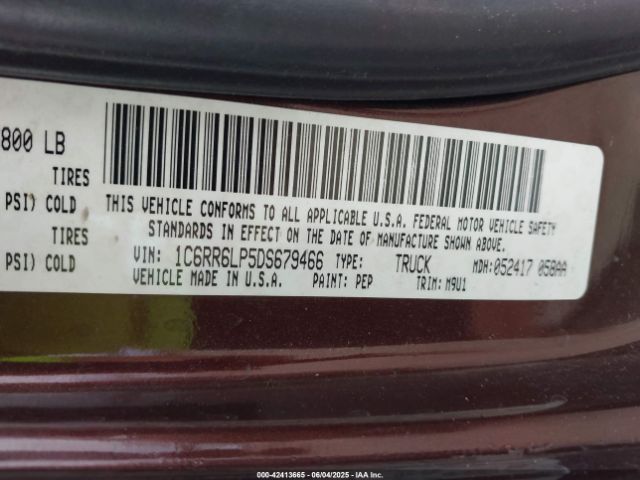 800 LB
TIRES
PSI) COLD
TIRES
PSI) COLD
THIS VEHICLE CONFORMS TO ALL APPLICABLE U.S.A. FEDERAL MOTOR VEHICLE SAFETY
STANDARDS IN EFFECT ON THE DATE OF MANUFACTURE SHOWN ABOVE.
VIN: 1C6RR6LP5DS679466 TYPE: TRUCK MDH: 052417 058AA
VEHICLE MADE IN U.S.A. PAINT: PEP TRIM: M9U1
000-42413665 | 06/04/2025 | IAA Inc.